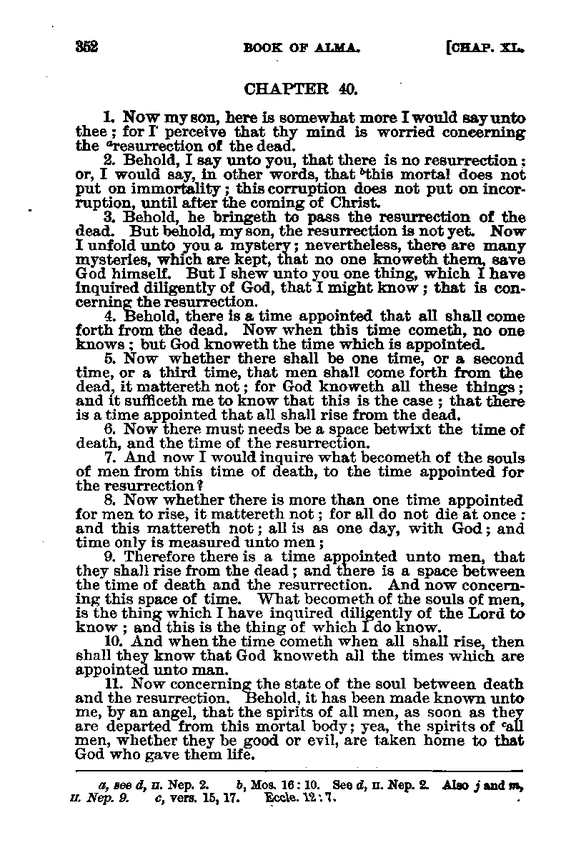 352 BOOK OF ALMA. [CHAP. XL.
CHAPTER 40.
1. Now my son, here is somewhat more I would say unto
thee; for I perceive that thy mind is worried concerning
the ᵃresurrection of the dead.
2. Behold, I say unto you, that there is no resurrection;
or, I would say, in other words, that ᵇthis mortal does not
put on immortality; this corruption does not put on incor-
ruption, until after the coming of Christ.
3. Behold, he bringeth to pass the resurrection of the
dead. But behold, my son, the resurrection is not yet. Now
I unfold unto you a mystery; nevertheless, there are many
mysteries, which are kept, that no one knoweth them, save
God himself. But I shew unto you one thing, which I have
inquired diligently of God, that I might know; that is con-
cerning the resurrection.
4. Behold, there is a time appointed that all shall come
forth from the dead. Now when this time cometh, no one
knows; but God knoweth the time which is appointed.
5. Now whether there shall be one time, or a second
time, or a third time, that men shall come forth from the
dead, it mattereth not; for God knoweth all these things;
and it sufficeth me to know that this is the case; that there
is a time appointed that all shall rise from the dead.
6. Now there must needs be a space betwixt the time of
death, and the time of the resurrection.
7. And now I would inquire what becometh of the souls
of men from this time of death, to the time appointed for
the resurrection?
8. Now whether there is more than one time appointed
for men to rise, it mattereth not; for all do not die at once:
and this mattereth not; all is as one day, with God; and
time only is measured unto men;
9. Therefore there is a time appointed unto men, that
they shall rise from the dead; and there is a space between
the time of death and the resurrection. And now concern-
ing this space of time. What becometh of the souls of men,
is the thing which I have inquired diligently of the Lord to
know; and this is the thing of which I do know.
10. And when the time cometh when all shall rise, then
shall they know that God knoweth all the times which are
appointed unto man.
11. Now concerning the state of the soul between death
and the resurrection. Behold, it has been made known unto
me, by an angel, that the spirits of all men, as soon as they
are departed from this mortal body; yea, the spirits of ᶜall
men, whether they be good or evil, are taken home to that
God who gave them life.
a, see d, II. Nep. 2. b, Mos. 16:10. See d, II. Nep. 2. Also j and m,
II. Nep. 9. c, vers. 15, 17. Eccle. 12:7.